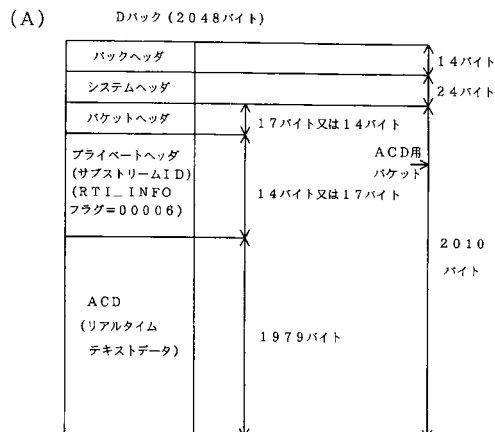 (A)
Dパック(2048バイト)
パックヘッダ
14バイト
システムヘッダ
24バイト
パケットヘッダ
17バイト又は14バイト
プライベートヘッダ
(サブストリームID)
(RTI_INFO
フラグ=00006)
14バイト又は17バイト
ACD用
パケット
2010
バイト
ACD
(リアルタイム
テキストデータ)
1979バイト